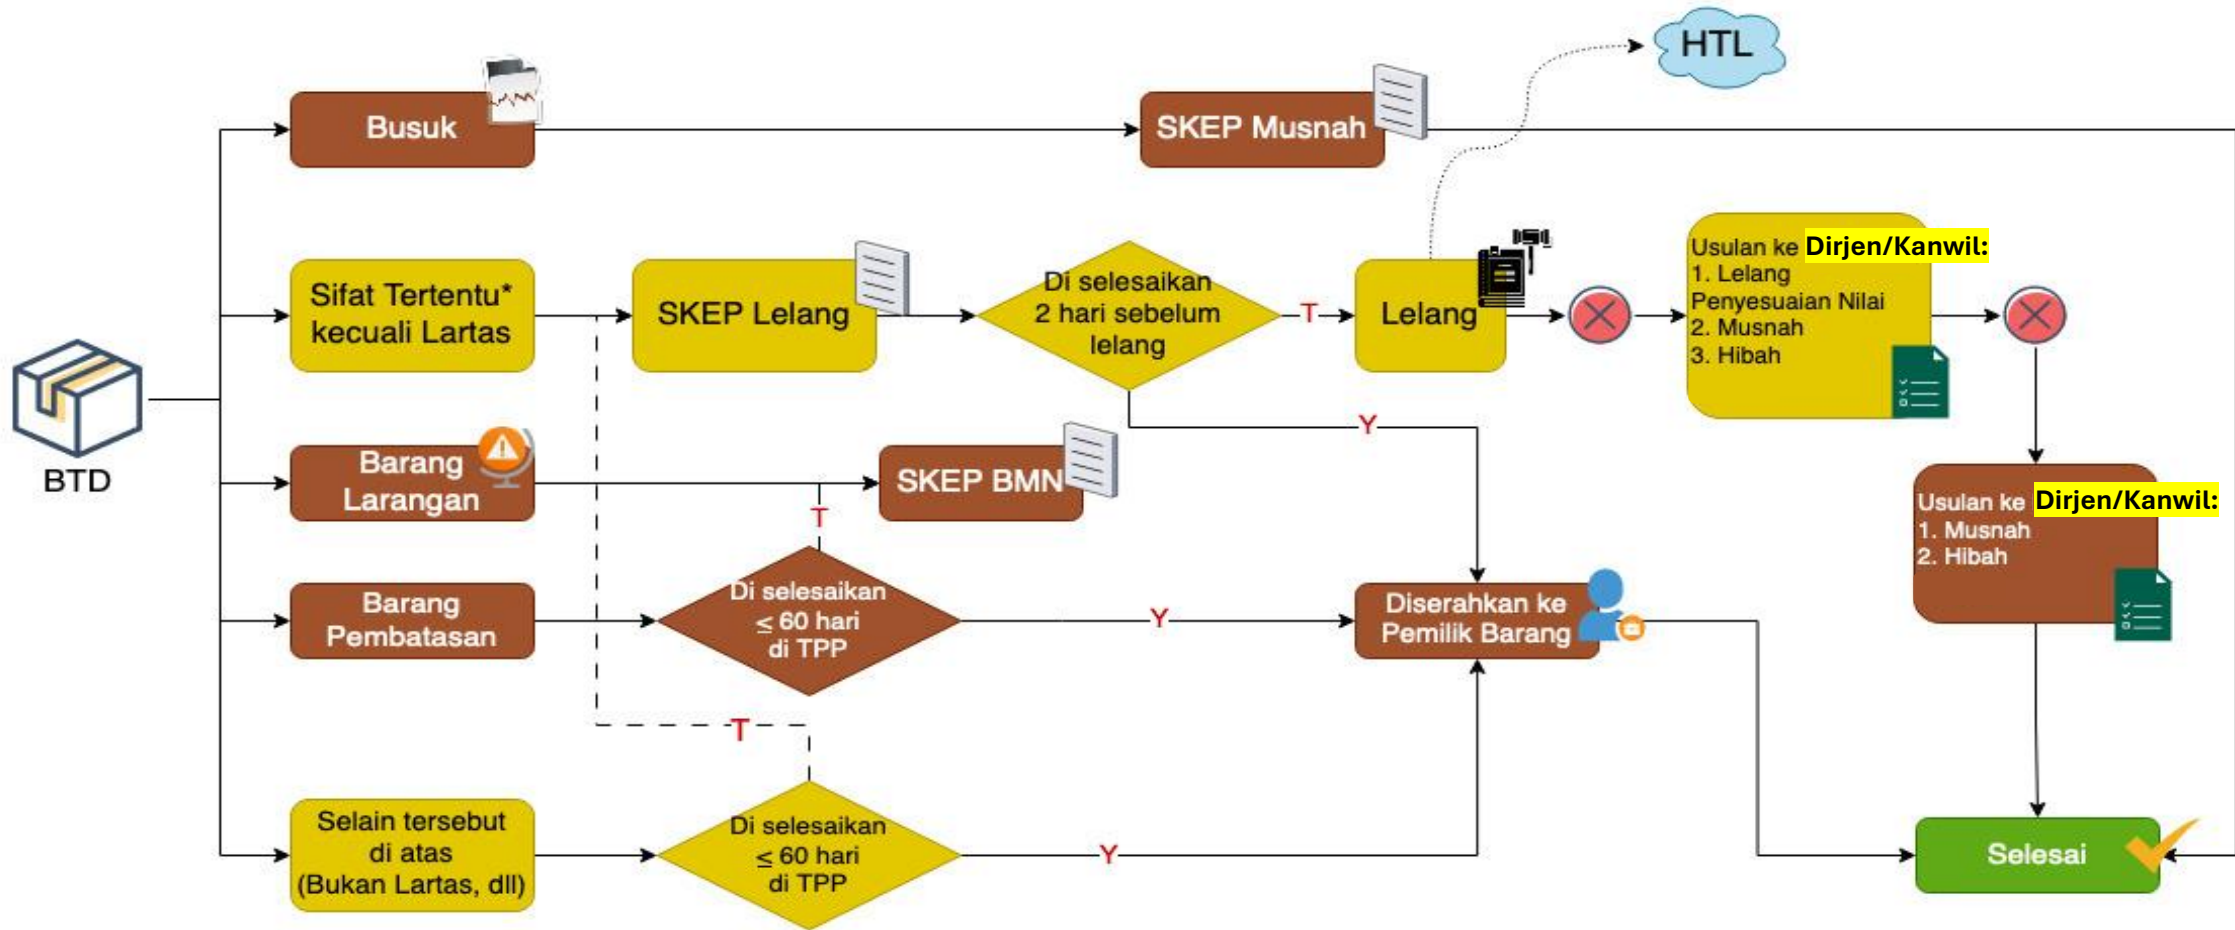 HTL
Busuk
SKEP Musnah
Sifat Tertentu*
kecuali Lartas
SKEP Lelang
Di selesaikan
2 hari sebelum
lelang
T
Lelang
Usulan ke Dirjen/Kanwil:
1. Lelang
Penyesuaian Nilai
2. Musnah
3. Hibah
Y
BTD
Barang
Larangan
SKEP BMN
T
Usulan ke Dirjen/Kanwil:
1. Musnah
2. Hibah
Barang
Pembatasan
Di selesaikan
≤ 60 hari
di TPP
Y
Diserahkan ke
Pemilik Barang
T
Selain tersebut
di atas
(Bukan Lartas, dll)
Di selesaikan
≤ 60 hari
di TPP
Y
Selesai